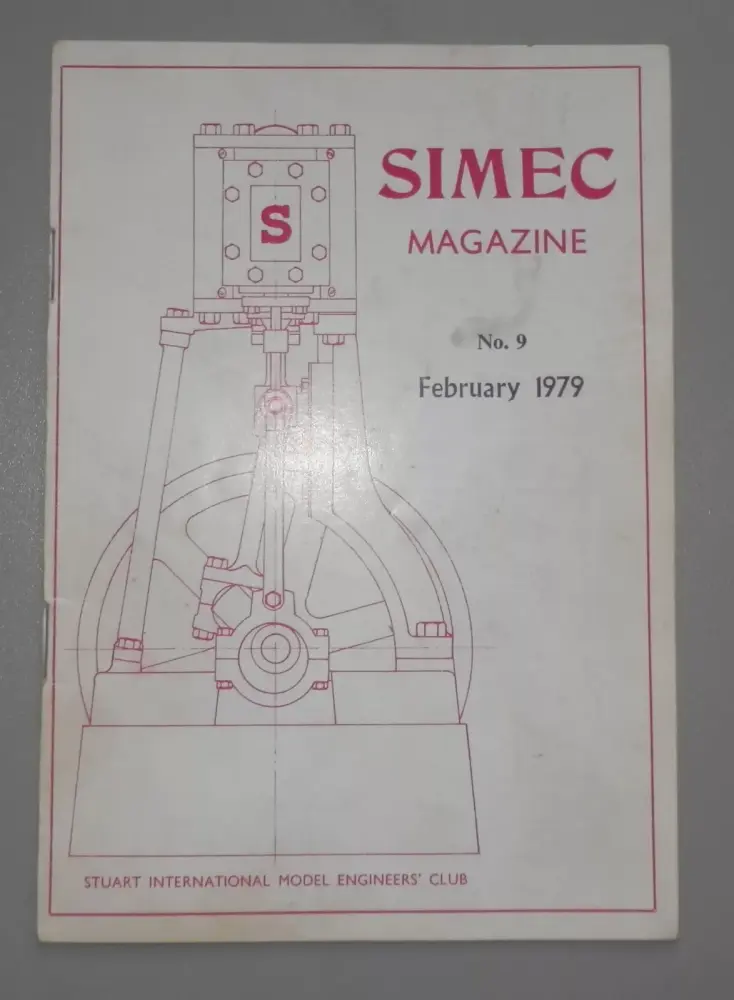 SIMEC
MAGAZINE
S
No. 9
February 1979
STUART INTERNATIONAL MODEL ENGINEERS' CLUB